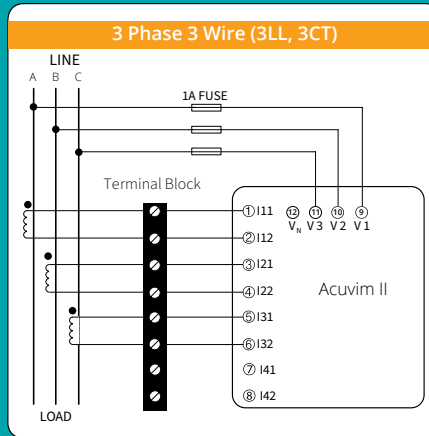 3 Phase 3 Wire (3LL, 3CT)
LINE
A B C
1A FUSE
Terminal Block
⑫ ⑪ ⑩ ⑨
VN V3 V2 V1
① I11
② I12
③ I21
Acuvim II
④ I22
⑤ I31
⑥ I32
⑦ I41
⑧ I42
LOAD